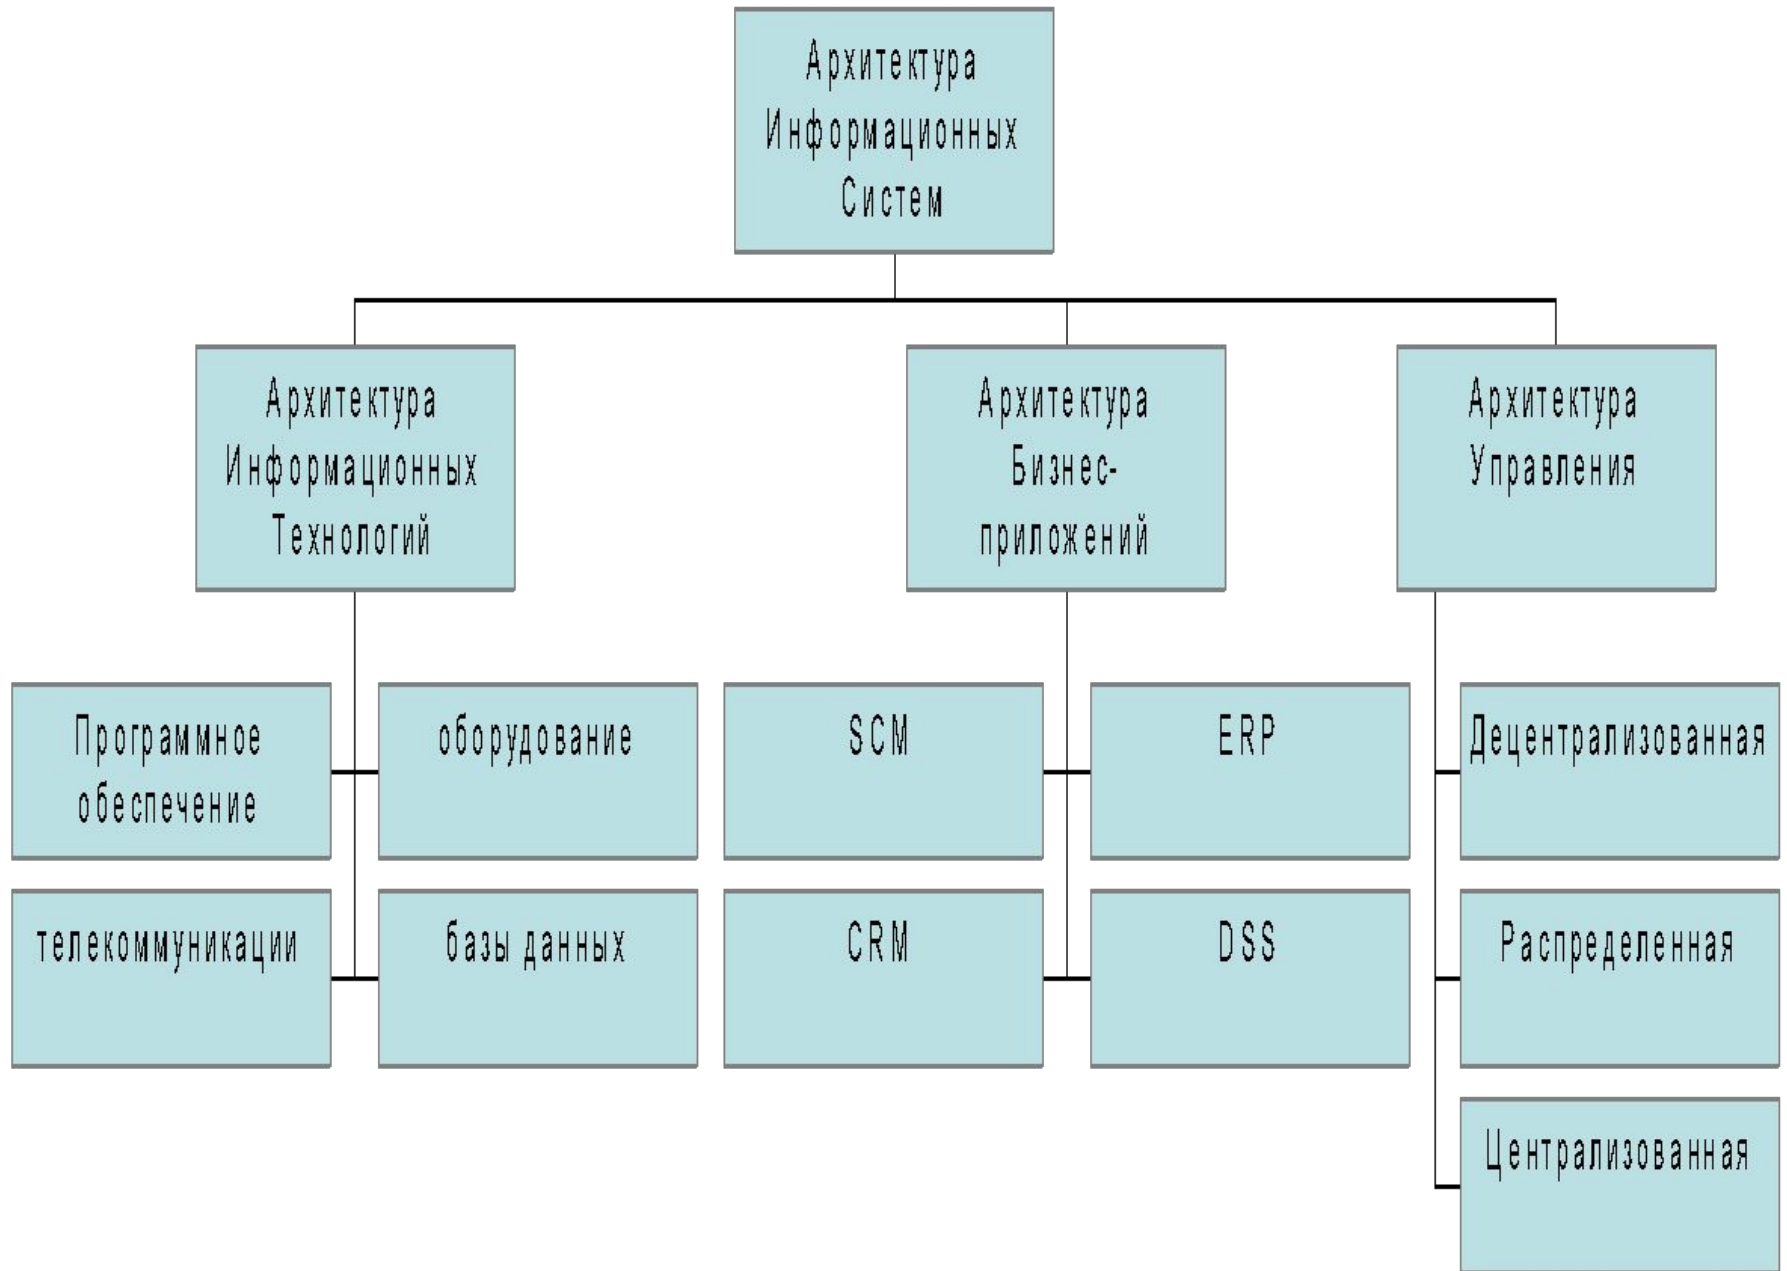 Архитектура
Информационных
Систем
Архитектура
Информационных
Технологий
Архитектура
Бизнес-
приложений
Архитектура
Управления
Программное
обеспечение
оборудование
SCM
ERP
Децентрализованная
телекоммуникации
базы данных
CRM
DSS
Распределенная
Централизованная